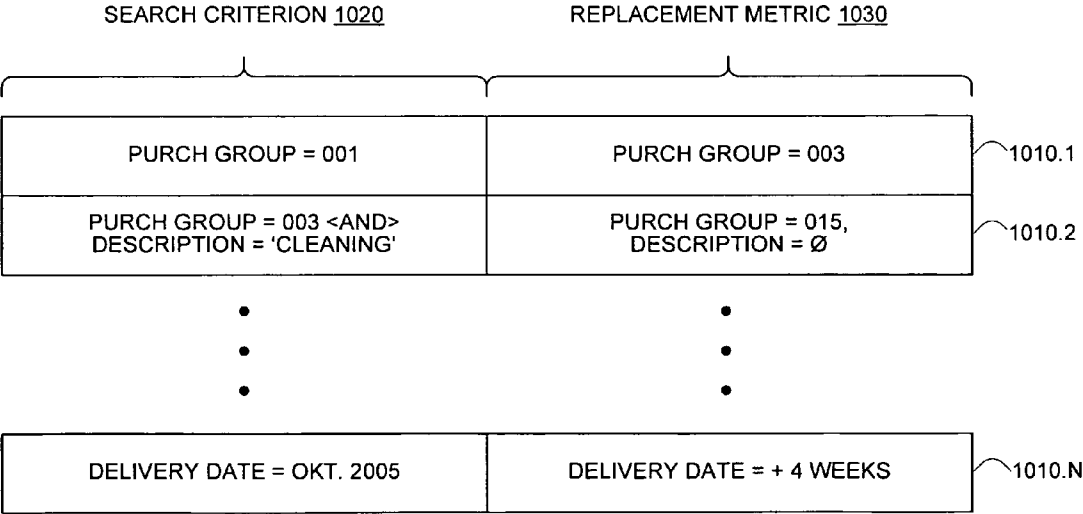 SEARCH CRITERION 1020 REPLACEMENT METRIC 1030
PURCH GROUP = 001 PURCH GROUP = 003 1010.1
PURCH GROUP = 003 <AND> PURCH GROUP = 015, 1010.2
DESCRIPTION = 'CLEANING' DESCRIPTION = Ø
DELIVERY DATE = OKT. 2005 DELIVERY DATE = + 4 WEEKS 1010.N